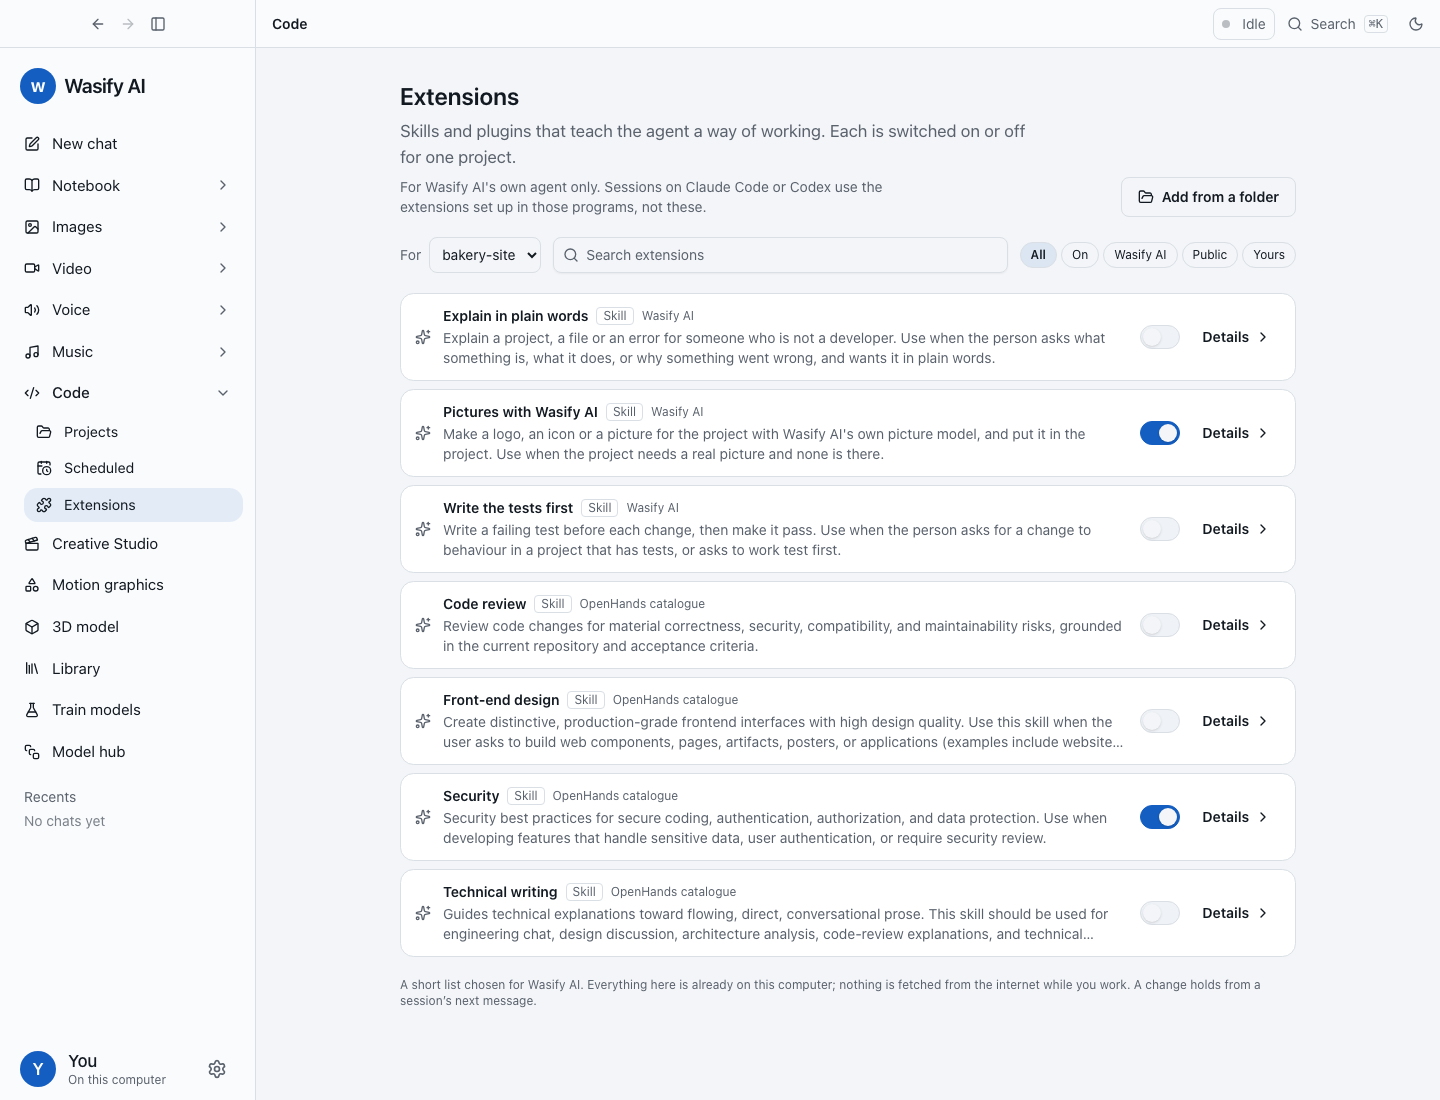 Code
Idle
Search ⌘K
W Wasify AI
New chat
Notebook
Images
Video
Voice
Music
Code
Projects
Scheduled
Extensions
Creative Studio
Motion graphics
3D model
Library
Train models
Model hub
Recents
No chats yet
Y You
On this computer
Extensions
Skills and plugins that teach the agent a way of working. Each is switched on or off
for one project.
For Wasify AI's own agent only. Sessions on Claude Code or Codex use the
extensions set up in those programs, not these.
Add from a folder
For bakery-site Search extensions All On Wasify AI Public Yours
Explain in plain words Skill Wasify AI
Explain a project, a file or an error for someone who is not a developer. Use when the person asks what
something is, what it does, or why something went wrong, and wants it in plain words.
Details
Pictures with Wasify AI Skill Wasify AI
Make a logo, an icon or a picture for the project with Wasify AI's own picture model, and put it in the
project. Use when the project needs a real picture and none is there.
Details
Write the tests first Skill Wasify AI
Write a failing test before each change, then make it pass. Use when the person asks for a change to
behaviour in a project that has tests, or asks to work test first.
Details
Code review Skill OpenHands catalogue
Review code changes for material correctness, security, compatibility, and maintainability risks, grounded
in the current repository and acceptance criteria.
Details
Front-end design Skill OpenHands catalogue
Create distinctive, production-grade frontend interfaces with high design quality. Use this skill when the
user asks to build web components, pages, artifacts, posters, or applications (examples include website...
Details
Security Skill OpenHands catalogue
Security best practices for secure coding, authentication, authorization, and data protection. Use when
developing features that handle sensitive data, user authentication, or require security review.
Details
Technical writing Skill OpenHands catalogue
Guides technical explanations toward flowing, direct, conversational prose. This skill should be used for
engineering chat, design discussion, architecture analysis, code-review explanations, and technical...
Details
A short list chosen for Wasify AI. Everything here is already on this computer; nothing is fetched from the internet while you work. A change holds from a
session's next message.